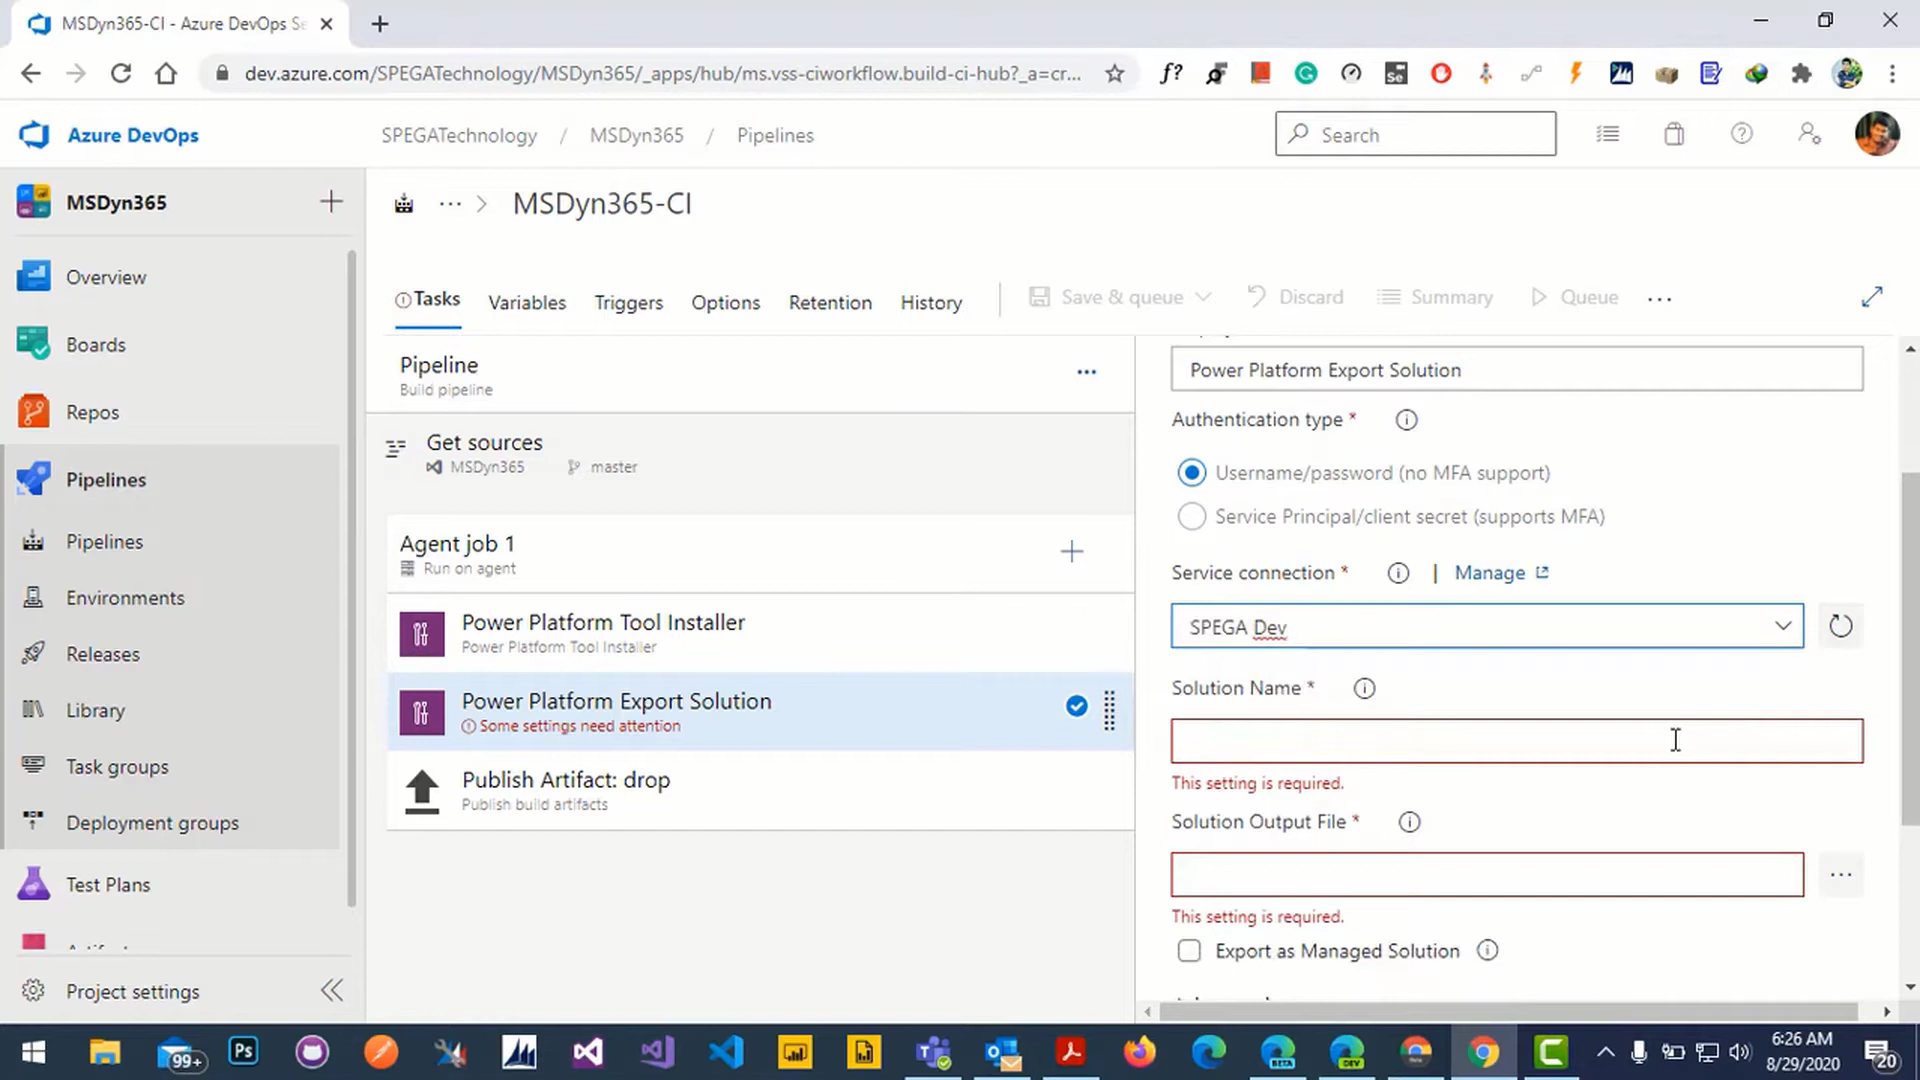 MSDyn365-CI - Azure DevOps Se
dev.azure.com/SPEGATechnology/MSDyn365/_apps/hub/ms.vss-ciworkflow.build-ci-hub?_a=cr...
f?
Se
Azure DevOps
SPEGATechnology / MSDyn365 / Pipelines
Search
MSDyn365
MSDyn365-CI
Overview
Boards
Repos
Pipelines
Pipelines
Environments
Releases
Library
Task groups
Deployment groups
Test Plans
Project settings
Tasks
Variables
Triggers
Options
Retention
History
Save & queue
Discard
Summary
Queue
Pipeline
Build pipeline
Get sources
MSDyn365
master
Agent job 1
Run on agent
Power Platform Tool Installer
Power Platform Tool Installer
Power Platform Export Solution
Some settings need attention
Publish Artifact: drop
Publish build artifacts
Power Platform Export Solution
Authentication type *
Username/password (no MFA support)
Service Principal/client secret (supports MFA)
Service connection * | Manage
SPEGA Dev
Solution Name *
This setting is required.
Solution Output File *
This setting is required.
Export as Managed Solution
99+
Ps
BETA
DEV
6:26 AM
8/29/2020
20